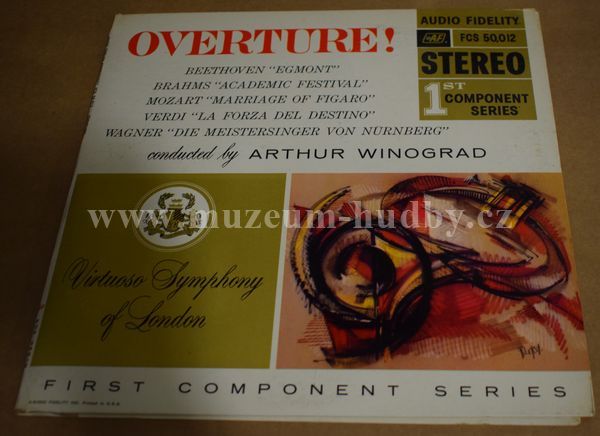 OVERTURE!
BEETHOVEN "EGMONT"
BRAHMS "ACADEMIC FESTIVAL"
MOZART "MARRIAGE OF FIGARO"
VERDI "LA FORZA DEL DESTINO"
WAGNER "DIE MEISTERSINGER VON NURNBERG"
conducted by ARTHUR WINOGRAD
AUDIO FIDELITY
FCS 50,012
STEREO
1ST COMPONENT SERIES
www.muzeum-hudby.cz
Virtuoso Symphony
of London
FIRST COMPONENT SERIES